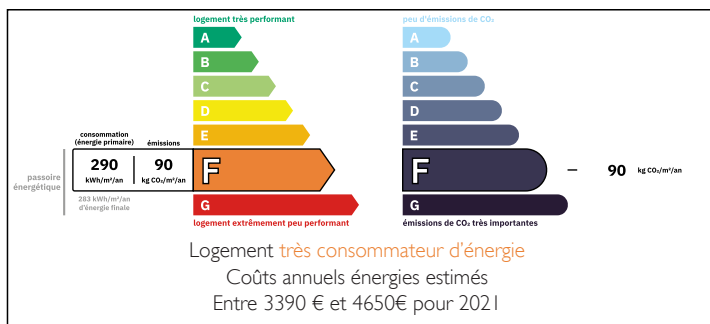 logement très performant
A
B
C
D
E
consommation
(énergie primaire)
émissions
290
kWh/m²/an
90
kg CO₂/m²/an
F
passoire
énergétique
283 kWh/m²/an
d'énergie finale
G
logement extrêmement peu performant
peu d'émissions de CO₂
A
B
C
D
E
F
90 kg CO₂/m²/an
G
émissions de CO₂ très importantes
Logement très consommateur d'énergie
Coûts annuels énergies estimés
Entre 3390 € et 4650€ pour 2021